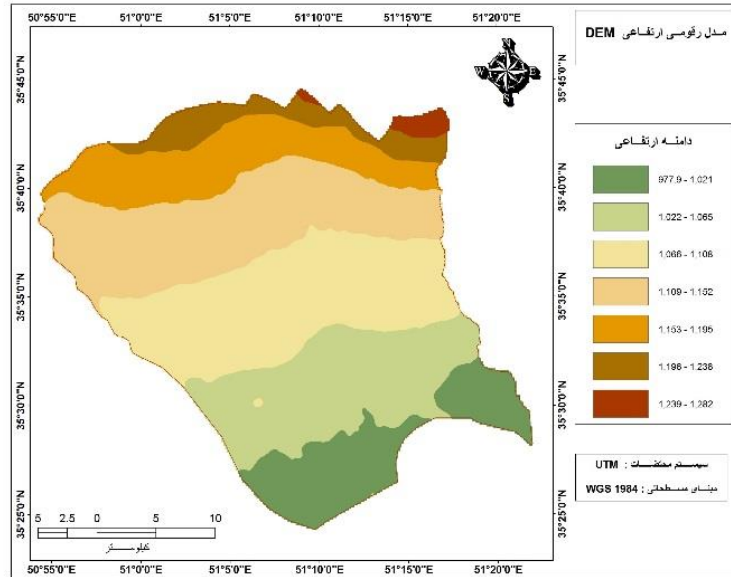 50°55'0"E 51°0'0"E 51°5'0"E 51°10'0"E 51°15'0"E 51°20'0"E
مدل رقومی ارتفاعی DEM
N
W E
S
35°45'0"N 35°45'0"N
35°40'0"N 35°40'0"N
35°35'0"N 35°35'0"N
35°30'0"N 35°30'0"N
35°25'0"N 35°25'0"N
دامنه ارتفاعی
977.9 - 1.021
1.022 - 1.065
1.066 - 1.108
1.109 - 1.152
1.153 - 1.195
1.196 - 1.238
1.239 - 1.282
سیستم مختصات : UTM
مبنای مسطحاتی : WGS 1984
5 2.5 0 5 10
کیلومتر
50°55'0"E 51°0'0"E 51°5'0"E 51°10'0"E 51°15'0"E 51°20'0"E